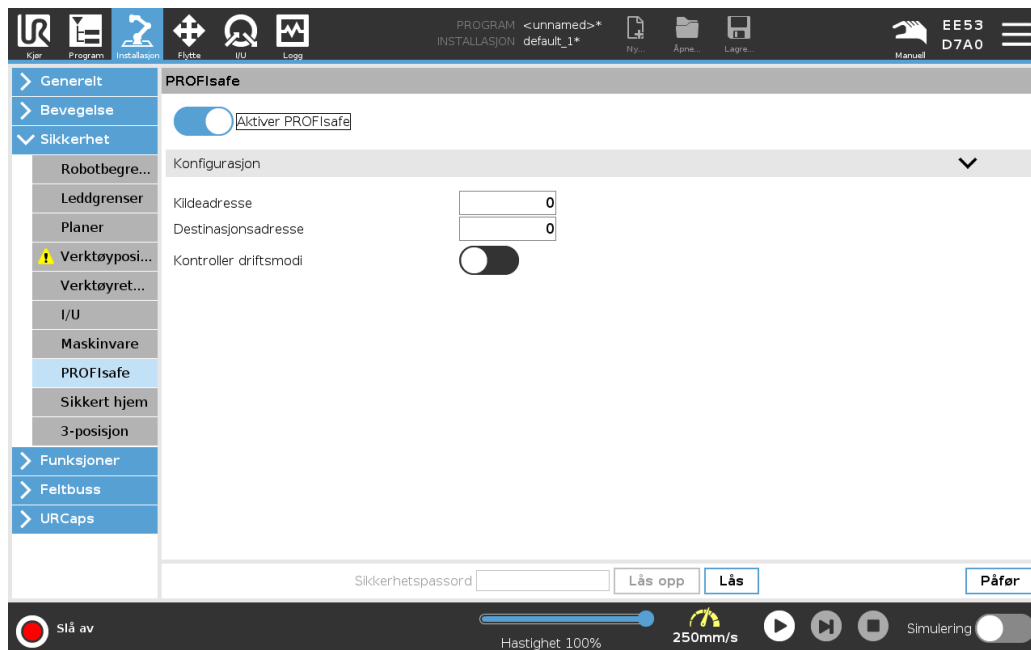 UR
PROGRAM <unnamed>*
INSTALLASJON default_1*
EE53
D7A0
Kjør Program Installasjon Flytte I/U Logg
Ny... Åpne... Lagre...
Manuell
Generelt
Bevegelse
Sikkerhet
Robotbegre...
Leddgrenser
Planer
Verktøyposi...
Verktøyret...
I/U
Maskinvare
PROFIsafe
Sikkert hjem
3-posisjon
Funksjoner
Feltbuss
URCaps
PROFIsafe
Aktiver PROFIsafe
Konfigurasjon
Kildeadresse 0
Destinasjonsadresse 0
Kontroller driftsmodi
Sikkerhetspassord Lås opp Lås Påfør
Slå av
Hastighet 100%
250mm/s
Simulering